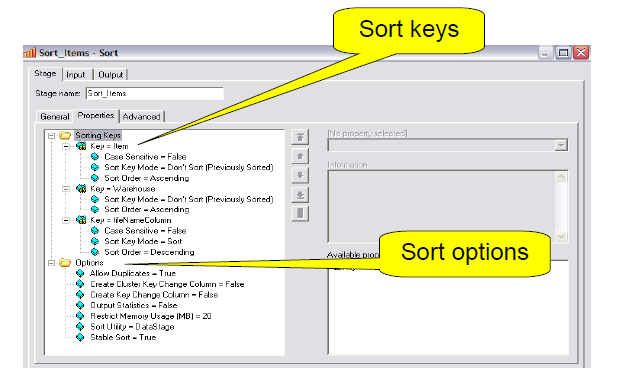 Sort keys
Sort_Items - Sort
Stage Input Output
Stage name: Sort_Items
General Properties Advanced
Sorting Keys
Key = Item
Case Sensitive = False
Sort Key Mode = Don't Sort (Previously Sorted)
Sort Order = Ascending
Key = Warehouse
Sort Key Mode = Don't Sort (Previously Sorted)
Sort Order = Ascending
Key = fileNameColumn
Case Sensitive = False
Sort Key Mode = Sort
Sort Order = Descending
Options
Allow Duplicates = True
Create Cluster Key Change Column = False
Create Key Change Column = False
Output Statistics = False
Restrict Memory Usage (MB) = 20
Sort Utility = DataStage
Stable Sort = True
[No property selected]
Information:
Sort options
Available